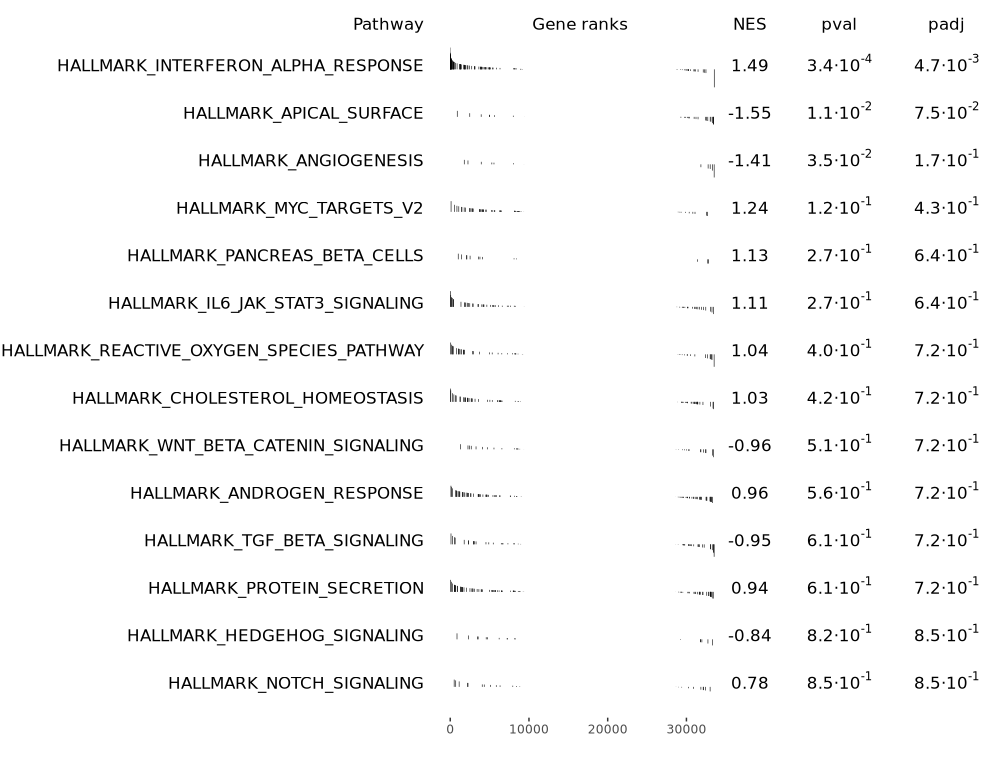 Pathway Gene ranks NES pval padj
HALLMARK_INTERFERON_ALPHA_RESPONSE 1.49 3.4·10-4 4.7·10-3
HALLMARK_APICAL_SURFACE -1.55 1.1·10-2 7.5·10-2
HALLMARK_ANGIOGENESIS -1.41 3.5·10-2 1.7·10-1
HALLMARK_MYC_TARGETS_V2 1.24 1.2·10-1 4.3·10-1
HALLMARK_PANCREAS_BETA_CELLS 1.13 2.7·10-1 6.4·10-1
HALLMARK_IL6_JAK_STAT3_SIGNALING 1.11 2.7·10-1 6.4·10-1
HALLMARK_REACTIVE_OXYGEN_SPECIES_PATHWAY 1.04 4.0·10-1 7.2·10-1
HALLMARK_CHOLESTEROL_HOMEOSTASIS 1.03 4.2·10-1 7.2·10-1
HALLMARK_WNT_BETA_CATENIN_SIGNALING -0.96 5.1·10-1 7.2·10-1
HALLMARK_ANDROGEN_RESPONSE 0.96 5.6·10-1 7.2·10-1
HALLMARK_TGF_BETA_SIGNALING -0.95 6.1·10-1 7.2·10-1
HALLMARK_PROTEIN_SECRETION 0.94 6.1·10-1 7.2·10-1
HALLMARK_HEDGEHOG_SIGNALING -0.84 8.2·10-1 8.5·10-1
HALLMARK_NOTCH_SIGNALING 0.78 8.5·10-1 8.5·10-1
0 10000 20000 30000